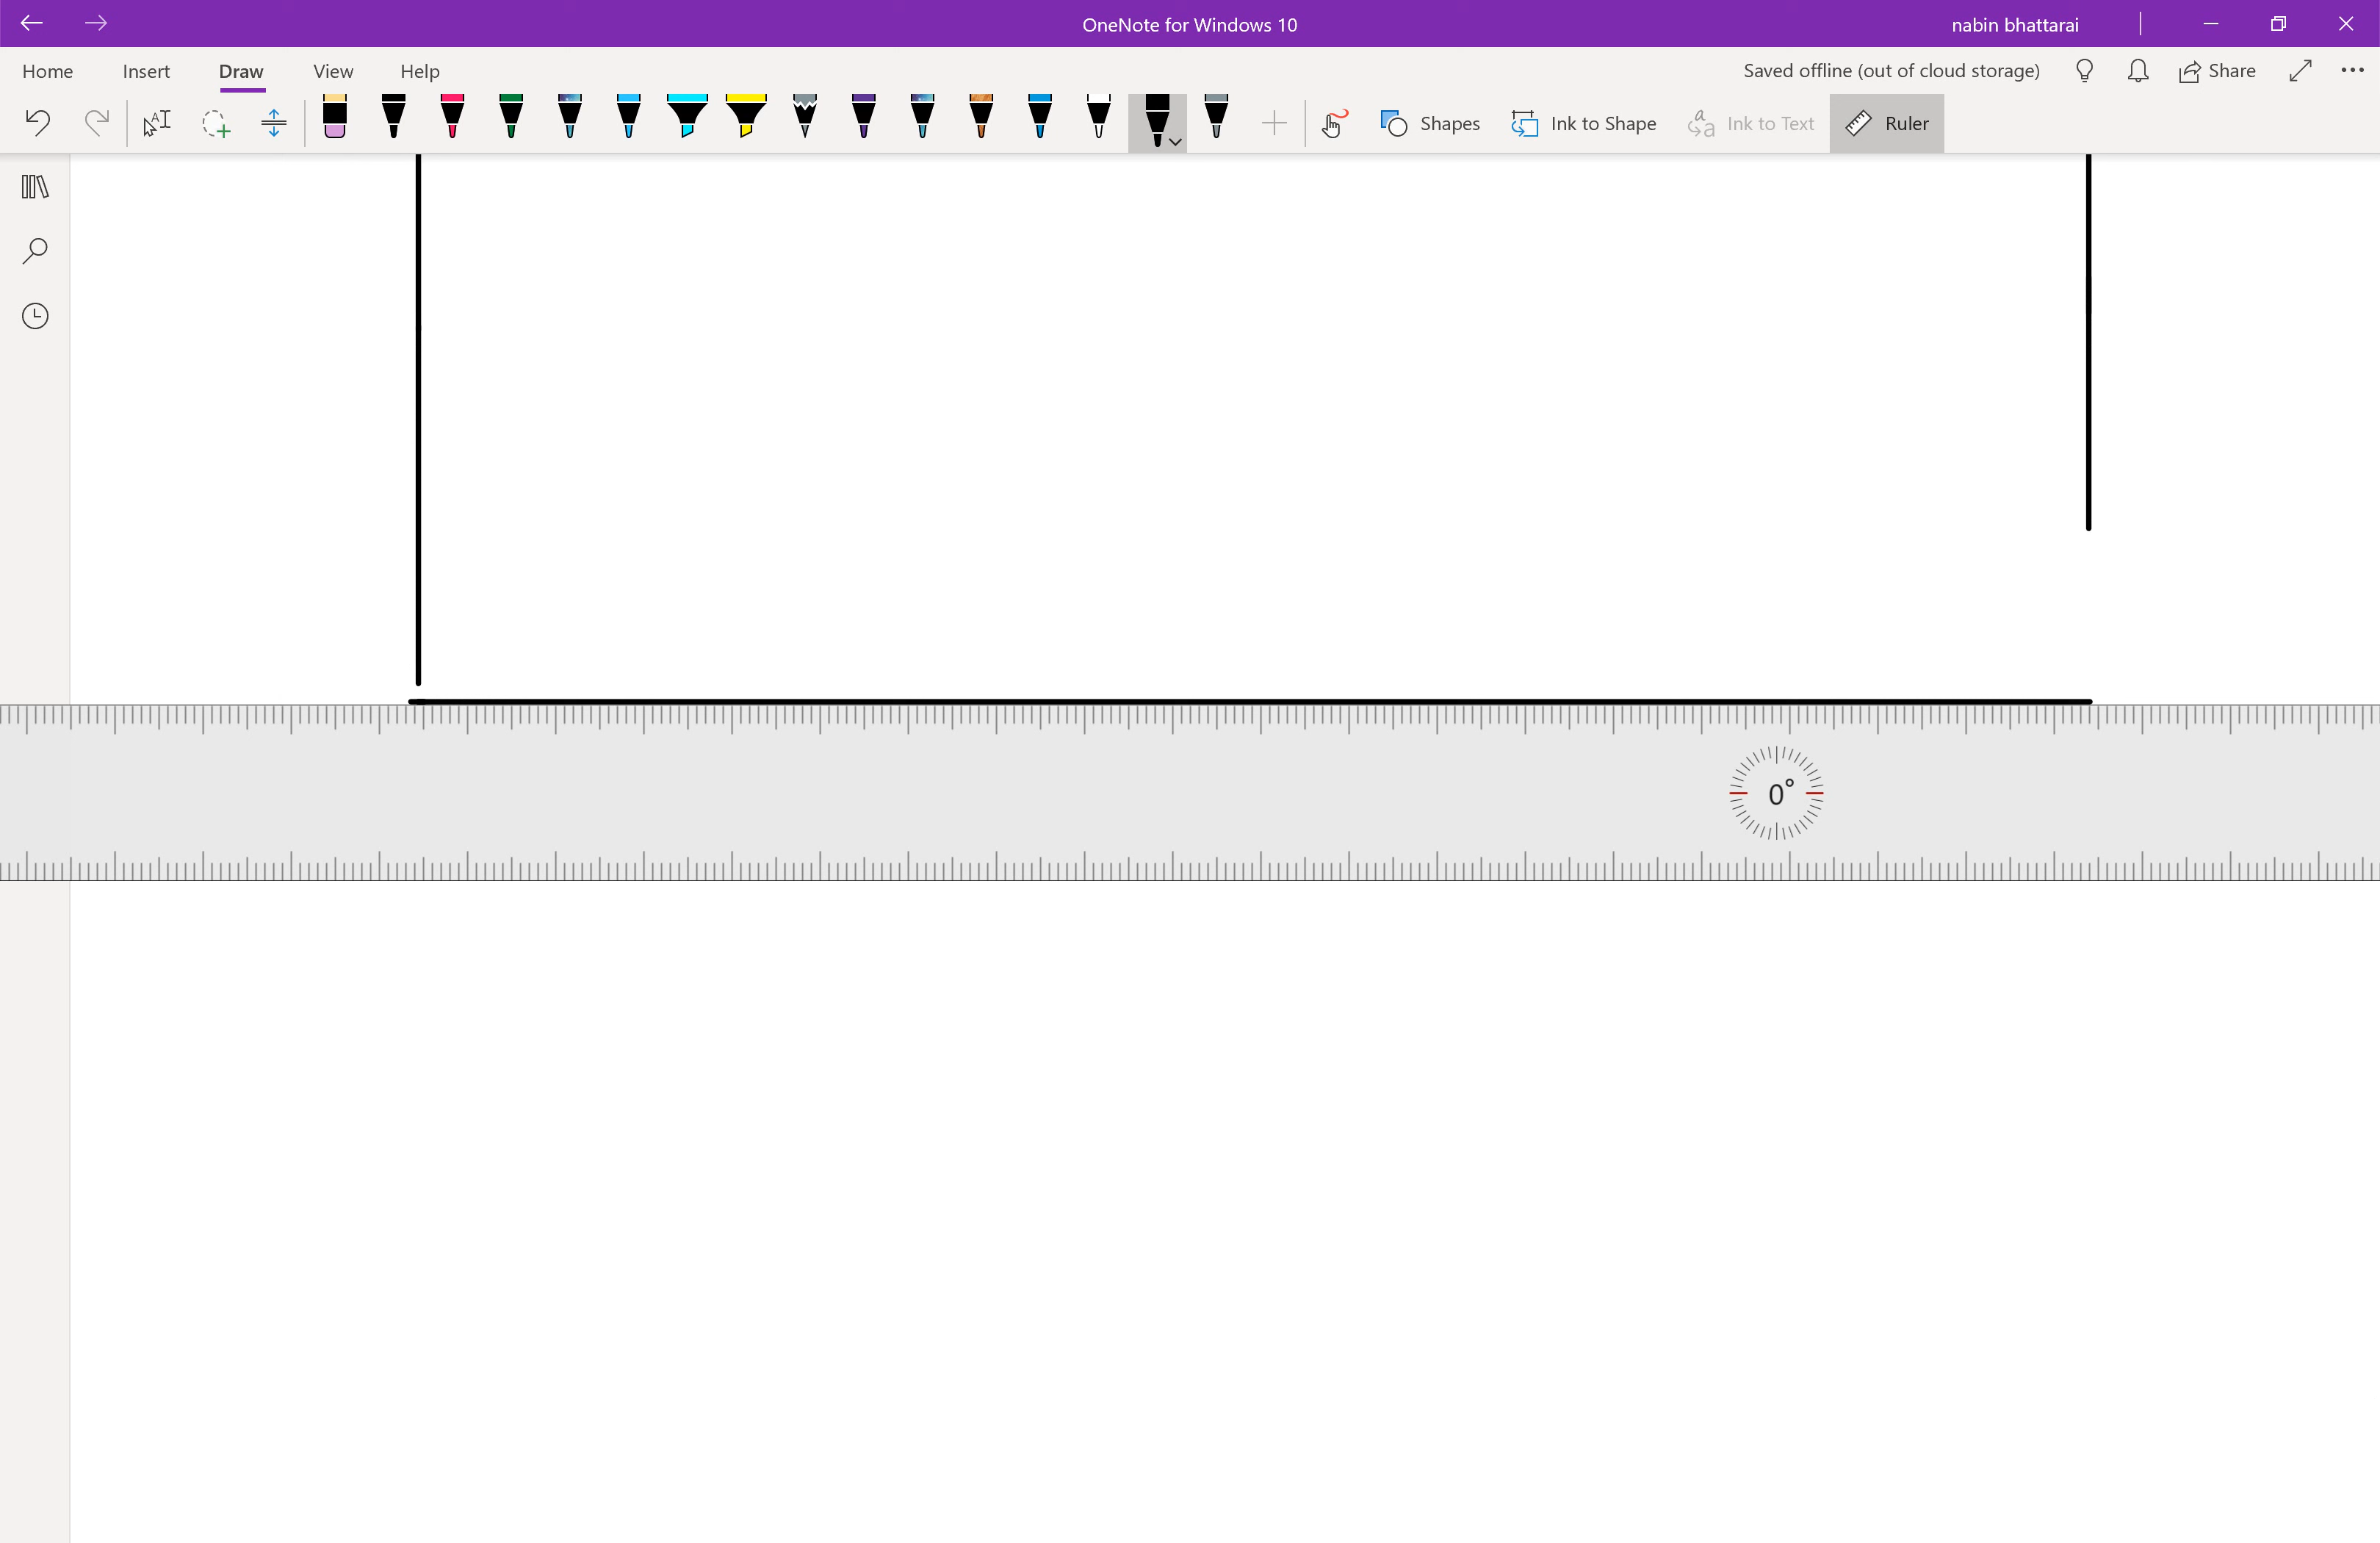 OneNote for Windows 10
nabin bhattarai
Home Insert Draw View Help
Saved offline (out of cloud storage)
Share
Shapes
Ink to Shape
Ink to Text
Ruler
0°